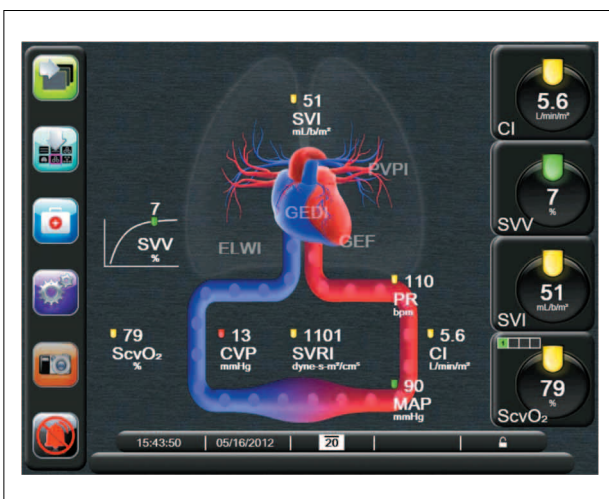 51
SVI
mL/b/m²
PVPI
GEDI
GEF
ELWI
7
SVV
%
110
PR
bpm
79
ScvO₂
%
13
CVP
mmHg
1101
SVRI
dyne-s-m²/cm⁵
5.6
CI
L/min/m²
90
MAP
mmHg
5.6
L/min/m²
CI
7
%
SVV
51
mL/b/m²
SVI
79
%
ScvO₂
15:43:50 05/16/2012 20